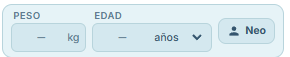 PESO EDAD
— kg — años Neo